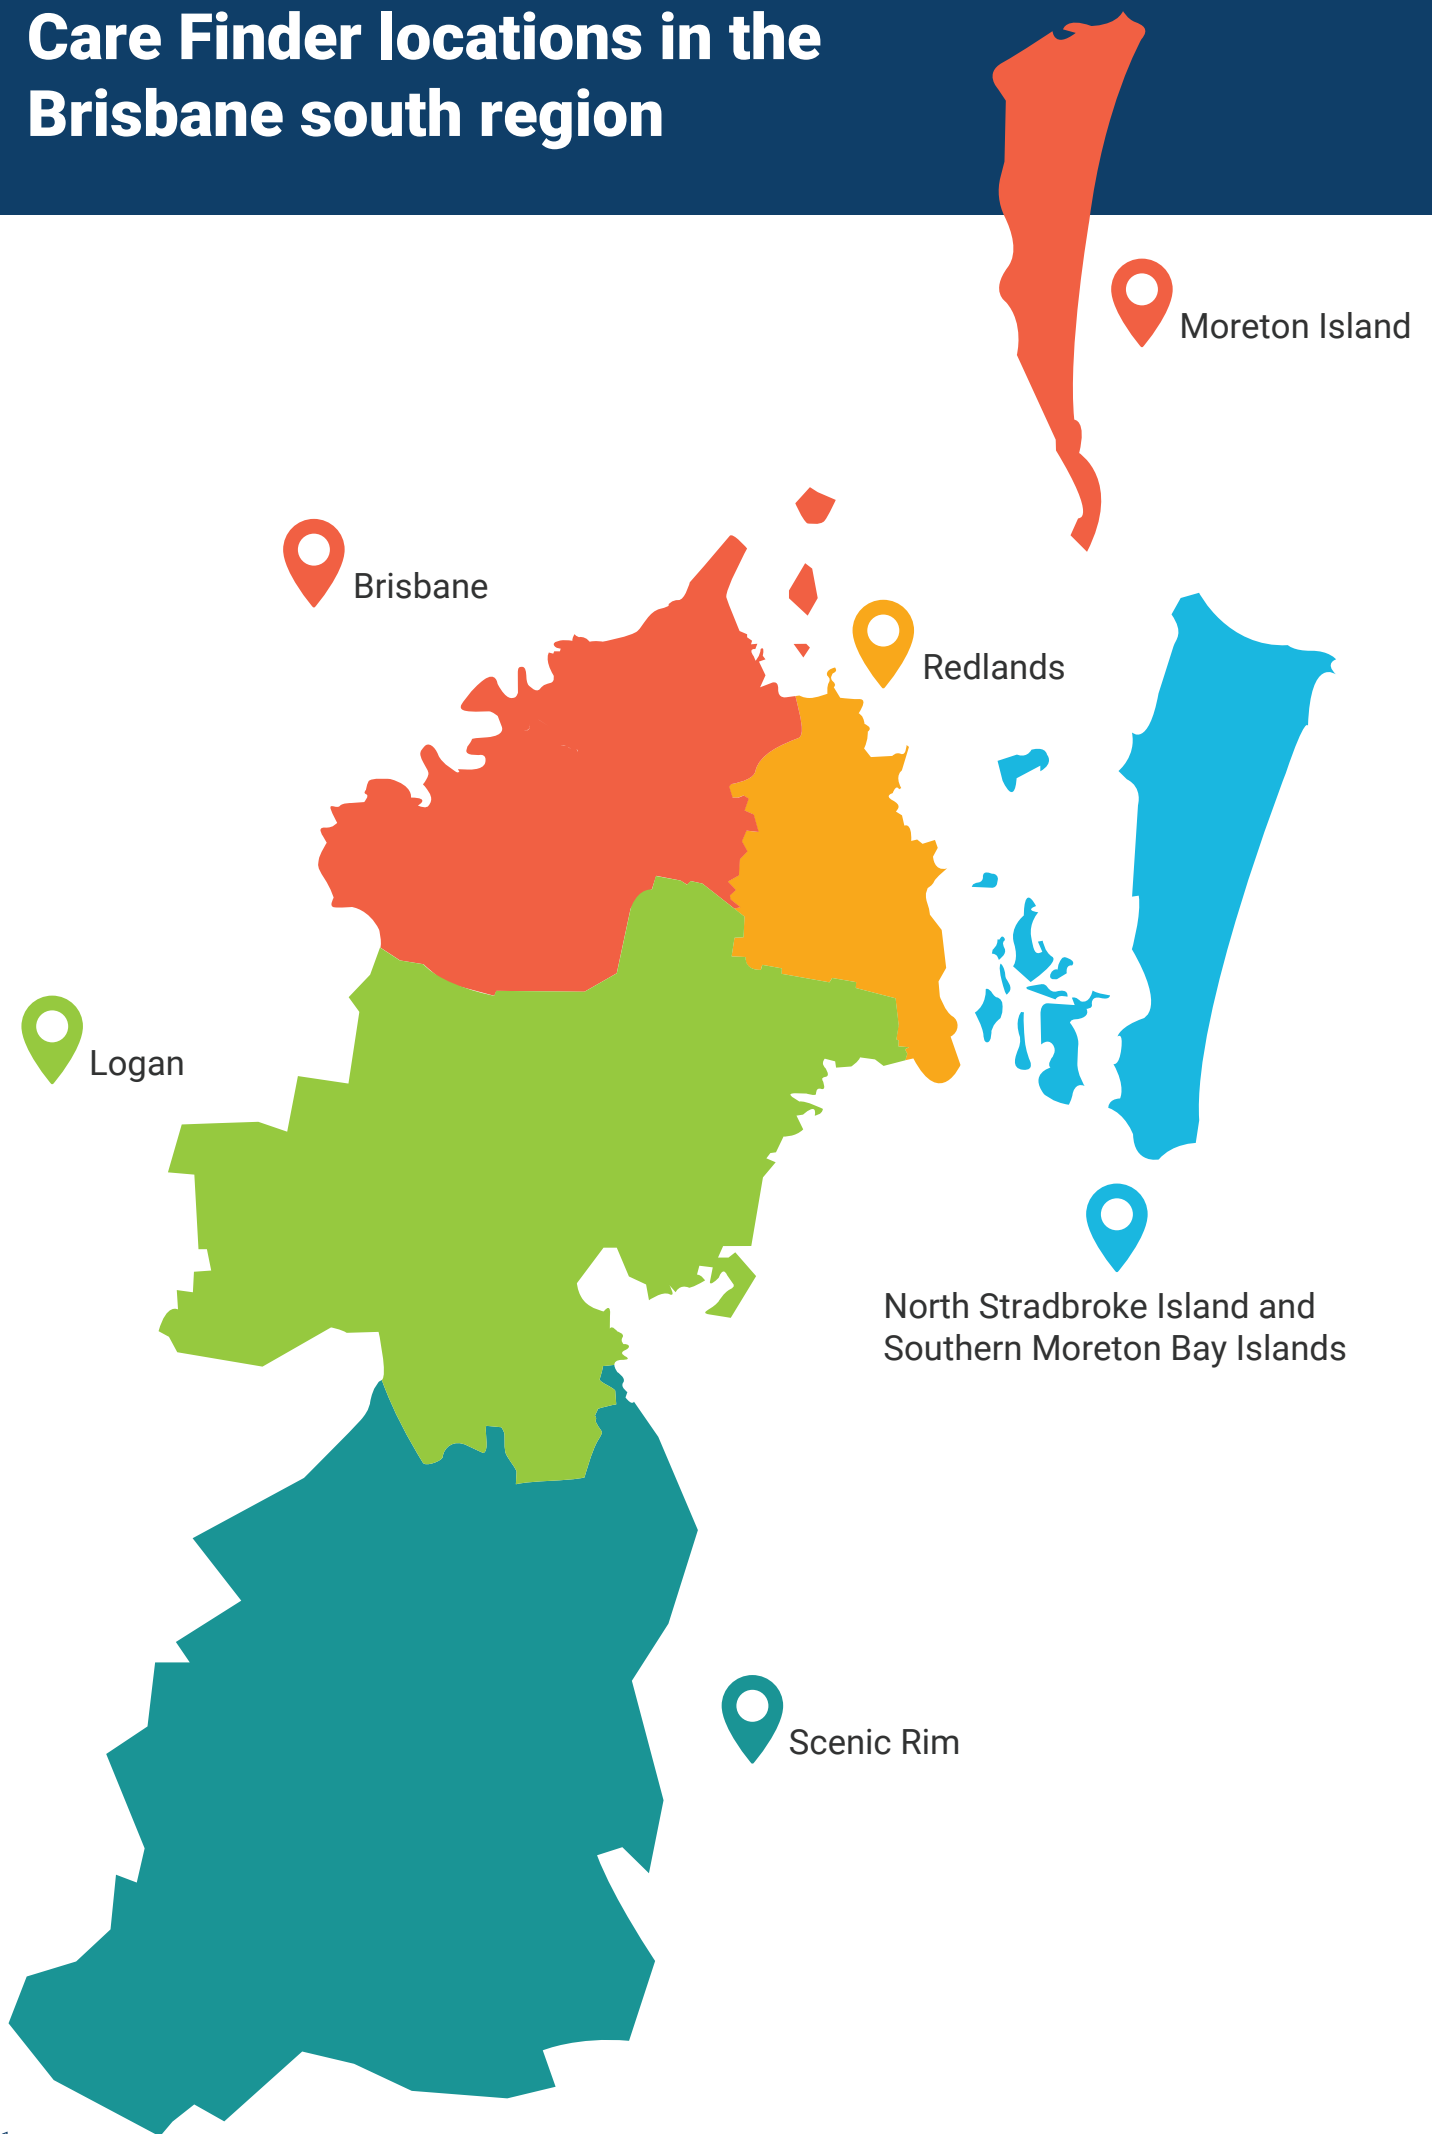 Care Finder locations in the
Brisbane south region
Moreton Island
Brisbane
Redlands
Logan
North Stradbroke Island and
Southern Moreton Bay Islands
Scenic Rim